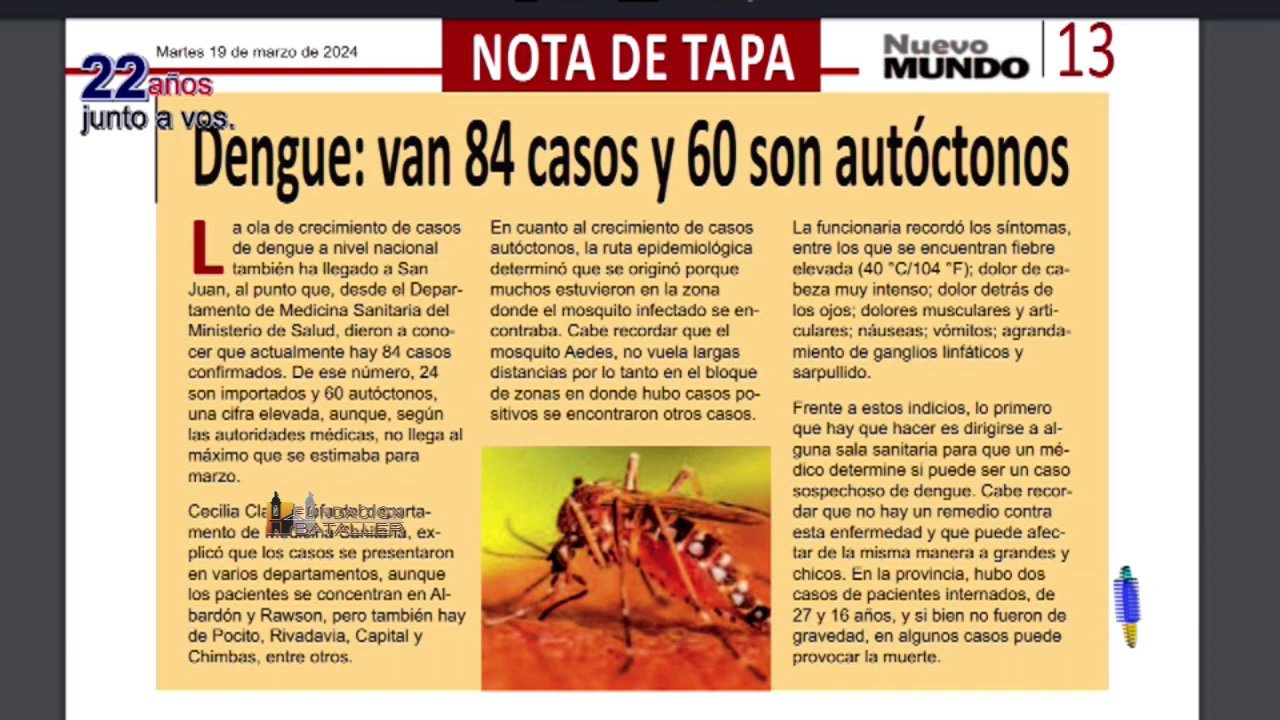 Martes 19 de marzo de 2024
NOTA DE TAPA
Nuevo
MUNDO
13
22 años
junto a vos.
Dengue: van 84 casos y 60 son autóctonos
La ola de crecimiento de casos
de dengue a nivel nacional
también ha llegado a San
Juan, al punto que, desde el Depar-
tamento de Medicina Sanitaria del
Ministerio de Salud, dieron a cono-
cer que actualmente hay 84 casos
confirmados. De ese número, 24
son importados y 60 autóctonos,
una cifra elevada, aunque, según
las autoridades médicas, no llega al
máximo que se estimaba para
marzo.
Cecilia
mento de ex-
plicó que los casos se presentaron
en varios departamentos, aunque
los pacientes se concentran en Al-
bardón y Rawson, pero también hay
de Pocito, Rivadavia, Capital y
Chimbas, entre otros.
FUNDACION
BATALLER
En cuanto al crecimiento de casos
autóctonos, la ruta epidemiológica
determinó que se originó porque
muchos estuvieron en la zona
donde el mosquito infectado se en-
contraba. Cabe recordar que el
mosquito Aedes, no vuela largas
distancias por lo tanto en el bloque
de zonas en donde hubo casos po-
sitivos se encontraron otros casos.
La funcionaria recordó los síntomas,
entre los que se encuentran fiebre
elevada (40 °C/104 °F); dolor de ca-
beza muy intenso; dolor detrás de
los ojos; dolores musculares y arti-
culares; náuseas; vómitos; agranda-
miento de ganglios linfáticos y
sarpullido.
Frente a estos indicios, lo primero
que hay que hacer es dirigirse a al-
guna sala sanitaria para que un mé-
dico determine si puede ser un caso
sospechoso de dengue. Cabe recor-
dar que no hay un remedio contra
esta enfermedad y que puede afec-
tar de la misma manera a grandes y
chicos. En la provincia, hubo dos
casos de pacientes internados, de
27 y 16 años, y si bien no fueron de
gravedad, en algunos casos puede
provocar la muerte.